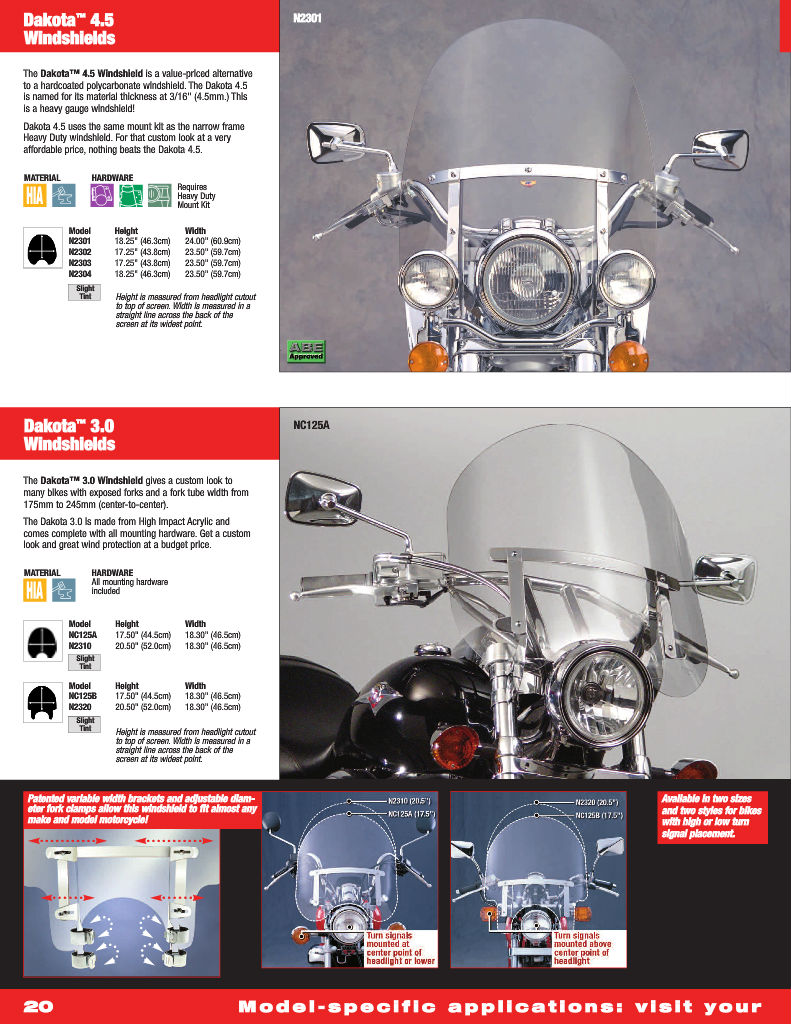 Dakota™ 4.5
Windshields
N2301
The Dakota™ 4.5 Windshield is a value-priced alternative
to a hardcoated polycarbonate windshield. The Dakota 4.5
is named for its material thickness at 3/16" (4.5mm.) This
is a heavy gauge windshield!
Dakota 4.5 uses the same mount kit as the narrow frame
Heavy Duty windshield. For that custom look at a very
affordable price, nothing beats the Dakota 4.5.
MATERIAL HARDWARE
HIA
Requires
Heavy Duty
Mount Kit
Model Height Width
N2301 18.25" (46.3cm) 24.00" (60.9cm)
N2302 17.25" (43.8cm) 23.50" (59.7cm)
N2303 17.25" (43.8cm) 23.50" (59.7cm)
N2304 18.25" (46.3cm) 23.50" (59.7cm)
Slight
Tint
Height is measured from headlight cutout
to top of screen. Width is measured in a
straight line across the back of the
screen at its widest point.
ABE
Approved
Dakota™ 3.0
Windshields
NC125A
The Dakota™ 3.0 Windshield gives a custom look to
many bikes with exposed forks and a fork tube width from
175mm to 245mm (center-to-center).
The Dakota 3.0 is made from High Impact Acrylic and
comes complete with all mounting hardware. Get a custom
look and great wind protection at a budget price.
MATERIAL HARDWARE
HIA
All mounting hardware
included
Model Height Width
NC125A 17.50" (44.5cm) 18.30" (46.5cm)
N2310 20.50" (52.0cm) 18.30" (46.5cm)
Slight
Tint
Model Height Width
NC125B 17.50" (44.5cm) 18.30" (46.5cm)
N2320 20.50" (52.0cm) 18.30" (46.5cm)
Slight
Tint
Height is measured from headlight cutout
to top of screen. Width is measured in a
straight line across the back of the
screen at its widest point.
Patented variable width brackets and adjustable diam-
eter fork clamps allow this windshield to fit almost any
make and model motorcycle!
N2310 (20.5")
NC125A (17.5")
Turn signals
mounted at
center point of
headlight or lower
N2320 (20.5")
NC125B (17.5")
Turn signals
mounted above
center point of
headlight
Available in two sizes
and two styles for bikes
with high or low turn
signal placement.
20 Model-specific applications: visit your